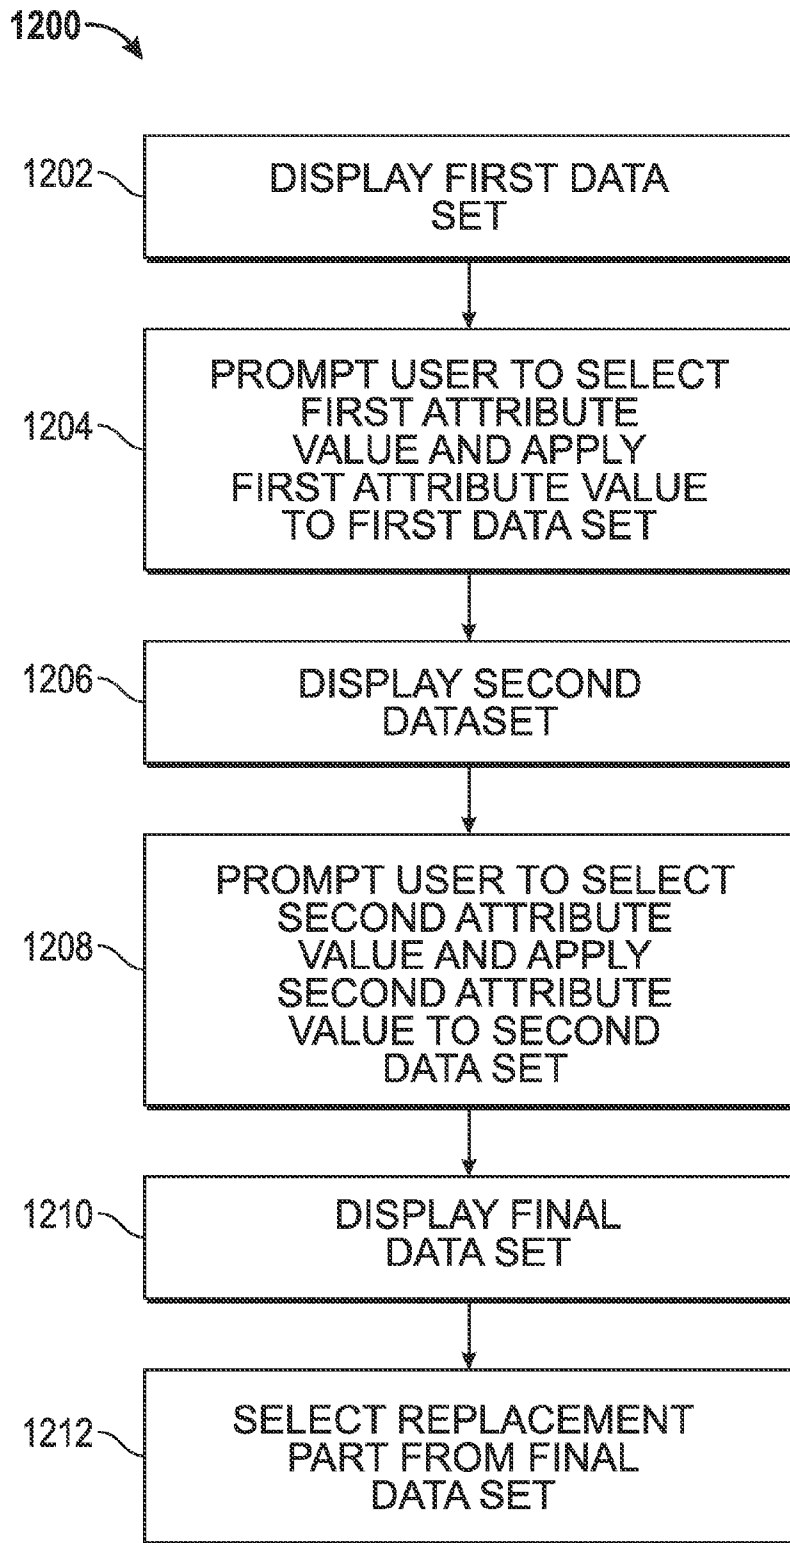 1200
1202
DISPLAY FIRST DATA
SET
1204
PROMPT USER TO SELECT
FIRST ATTRIBUTE
VALUE AND APPLY
FIRST ATTRIBUTE VALUE
TO FIRST DATA SET
1206
DISPLAY SECOND
DATASET
1208
PROMPT USER TO SELECT
SECOND ATTRIBUTE
VALUE AND APPLY
SECOND ATTRIBUTE
VALUE TO SECOND
DATA SET
1210
DISPLAY FINAL
DATA SET
1212
SELECT REPLACEMENT
PART FROM FINAL
DATA SET